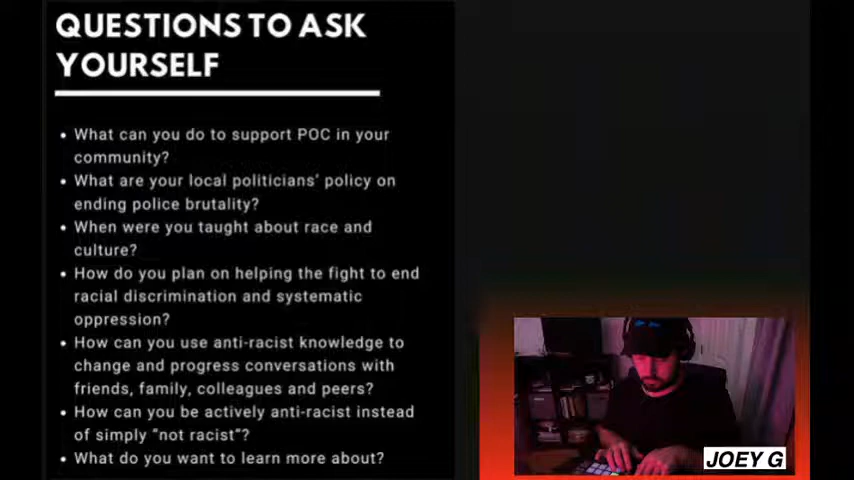 QUESTIONS TO ASK
YOURSELF
• What can you do to support POC in your
community?
• What are your local politicians’ policy on
ending police brutality?
• When were you taught about race and
culture?
• How do you plan on helping the fight to end
racial discrimination and systematic
oppression?
• How can you use anti-racist knowledge to
change and progress conversations with
friends, family, colleagues and peers?
• How can you be actively anti-racist instead
of simply “not racist”?
• What do you want to learn more about?
JOEY G